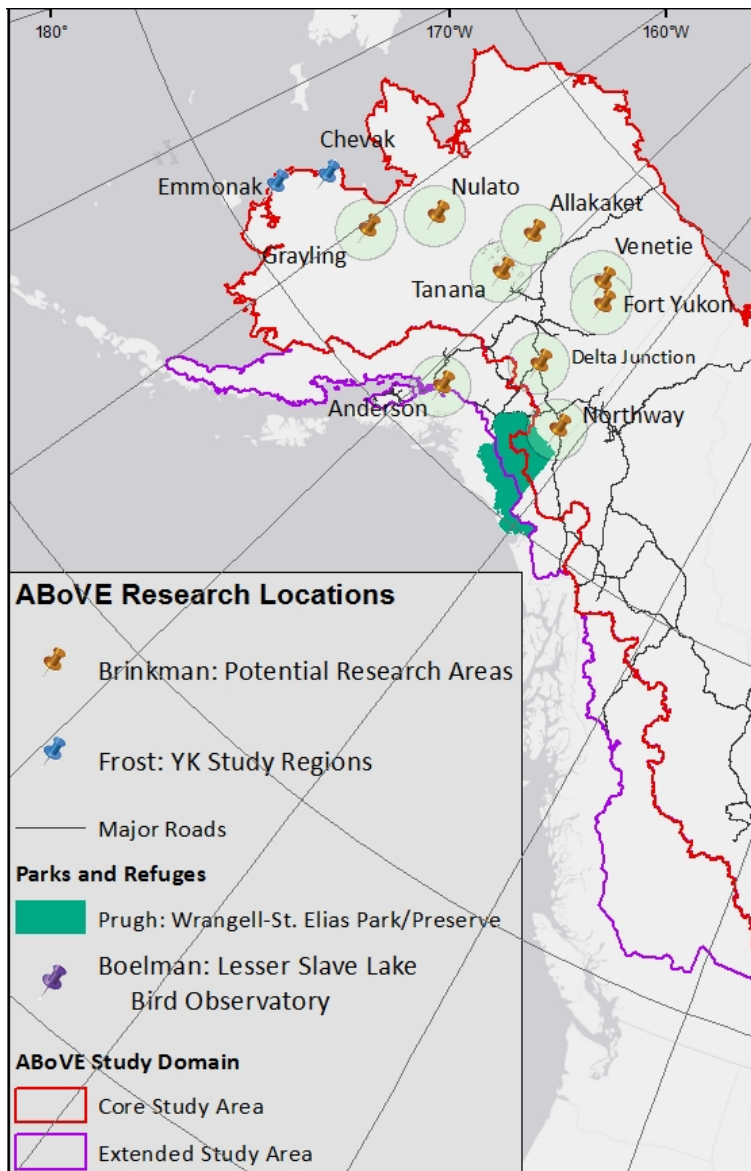 180°
170°W
160°W
Chevak
Emmonak
Nulato
Allakaket
Grayling
Venetie
Tanana
Fort Yukon
Delta Junction
Anderson
Northway
ABoVE Research Locations
Brinkman: Potential Research Areas
Frost: YK Study Regions
Major Roads
Parks and Refuges
Prugh: Wrangell-St. Elias Park/Preserve
Boelman: Lesser Slave Lake
Bird Observatory
ABoVE Study Domain
Core Study Area
Extended Study Area